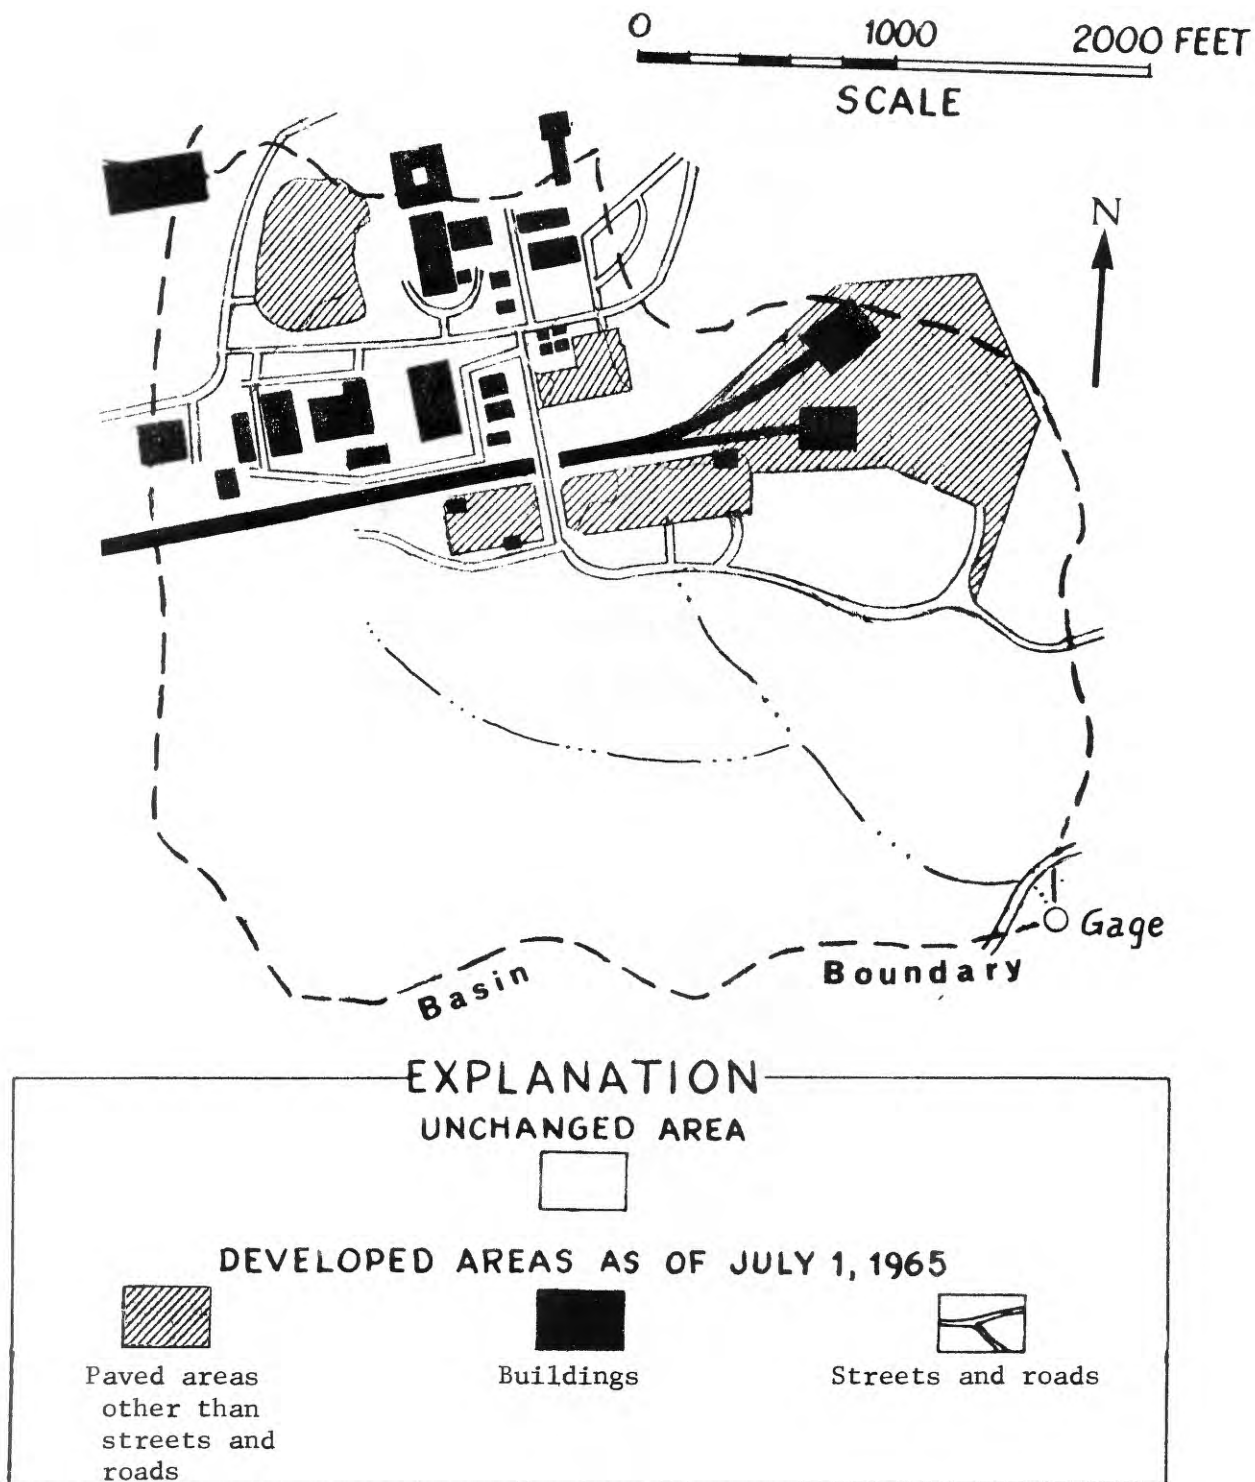 0 1000 2000 FEET
SCALE
N
Gage
Basin Boundary
EXPLANATION
UNCHANGED AREA
DEVELOPED AREAS AS OF JULY 1, 1965
Paved areas
other than
streets and
roads
Buildings
Streets and roads